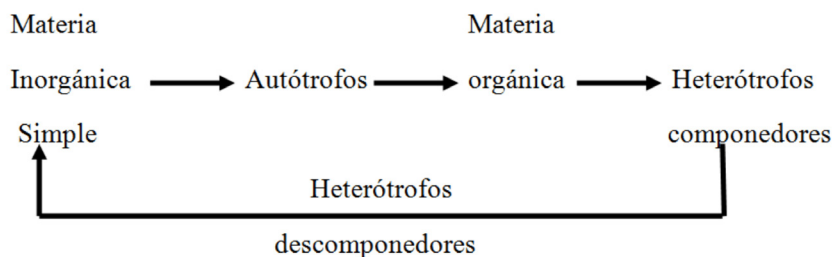 Materia Materia
Inorgánica Autótrofos orgánica Heterótrofos
Simple componedores
Heterótrofos
descomponedores